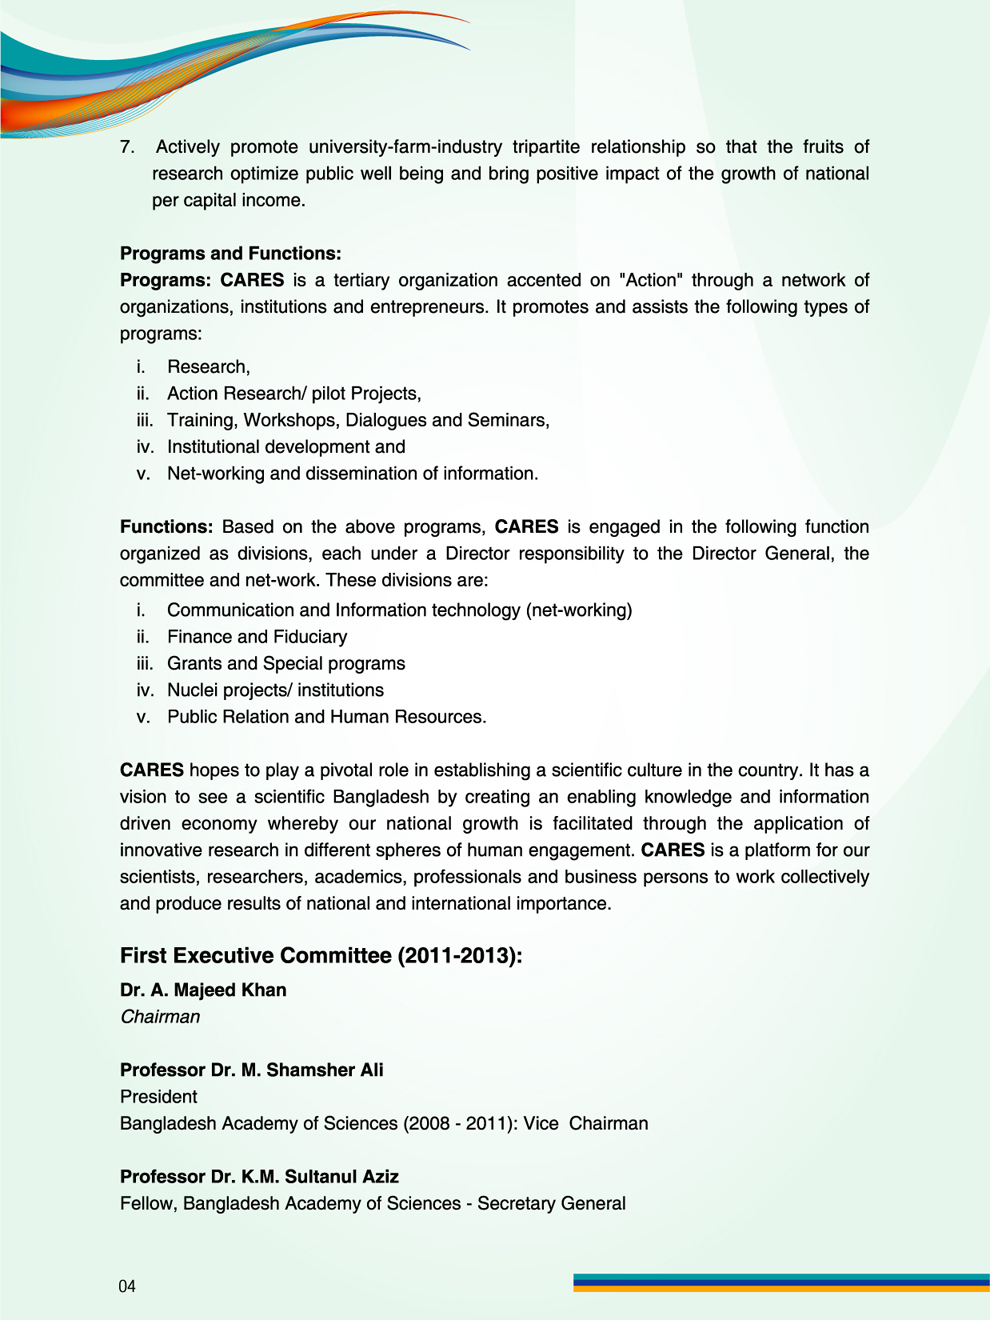 7. Actively promote university-farm-industry tripartite relationship so that the fruits of
research optimize public well being and bring positive impact of the growth of national
per capital income.
Programs and Functions:
Programs: CARES is a tertiary organization accented on "Action" through a network of
organizations, institutions and entrepreneurs. It promotes and assists the following types of
programs:
i. Research,
ii. Action Research/ pilot Projects,
iii. Training, Workshops, Dialogues and Seminars,
iv. Institutional development and
v. Net-working and dissemination of information.
Functions: Based on the above programs, CARES is engaged in the following function
organized as divisions, each under a Director responsibility to the Director General, the
committee and net-work. These divisions are:
i. Communication and Information technology (net-working)
ii. Finance and Fiduciary
iii. Grants and Special programs
iv. Nuclei projects/ institutions
v. Public Relation and Human Resources.
CARES hopes to play a pivotal role in establishing a scientific culture in the country. It has a
vision to see a scientific Bangladesh by creating an enabling knowledge and information
driven economy whereby our national growth is facilitated through the application of
innovative research in different spheres of human engagement. CARES is a platform for our
scientists, researchers, academics, professionals and business persons to work collectively
and produce results of national and international importance.
First Executive Committee (2011-2013):
Dr. A. Majeed Khan
Chairman
Professor Dr. M. Shamsher Ali
President
Bangladesh Academy of Sciences (2008 - 2011): Vice  Chairman
Professor Dr. K.M. Sultanul Aziz
Fellow, Bangladesh Academy of Sciences - Secretary General
04